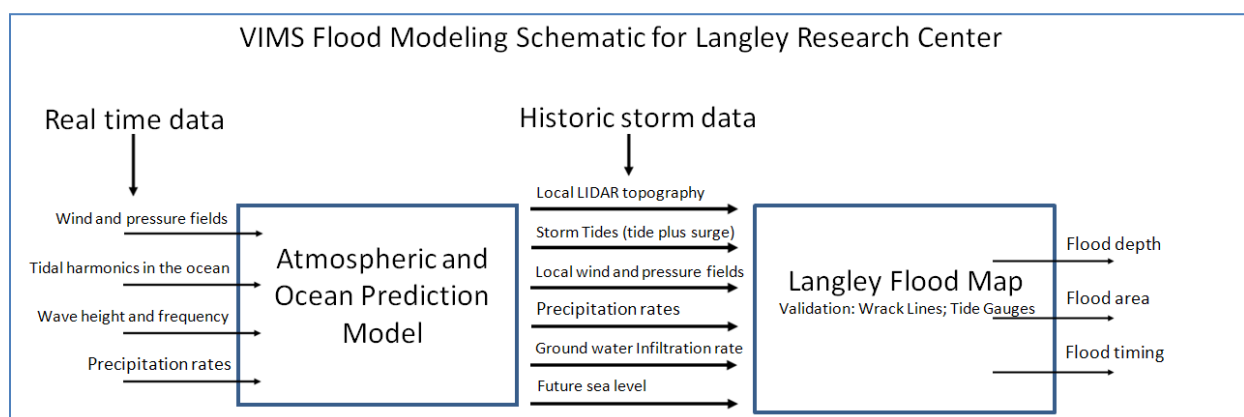 VIMS Flood Modeling Schematic for Langley Research Center
Real time data
Historic storm data
Wind and pressure fields
Tidal harmonics in the ocean
Wave height and frequency
Precipitation rates
Atmospheric and
Ocean Prediction
Model
Local LIDAR topography
Storm Tides (tide plus surge)
Local wind and pressure fields
Precipitation rates
Ground water Infiltration rate
Future sea level
Langley Flood Map
Validation: Wrack Lines; Tide Gauges
Flood depth
Flood area
Flood timing